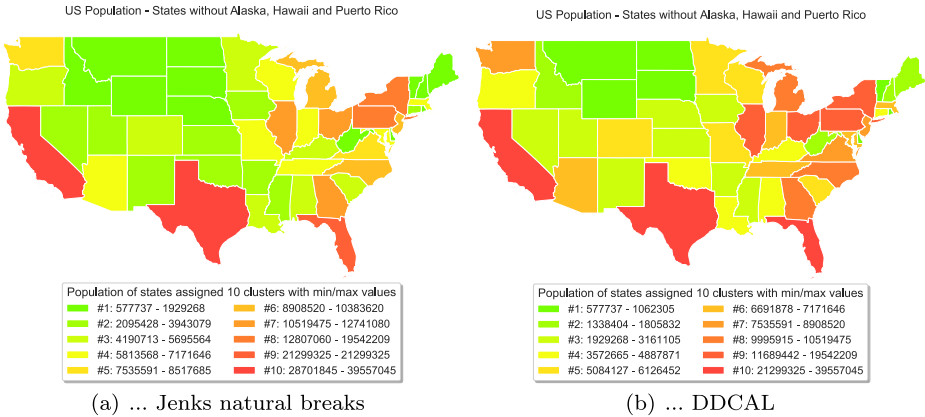 US Population - States without Alaska, Hawaii and Puerto Rico
Population of states assigned 10 clusters with min/max values
#1: 577737 - 1929268
#2: 2095428 - 3943079
#3: 4190713 - 5695564
#4: 5813568 - 7171646
#5: 7535591 - 8517685
#6: 8908520 - 10383620
#7: 10519475 - 12741080
#8: 12807060 - 19542209
#9: 21299325 - 21299325
#10: 28701845 - 39557045
(a) ... Jenks natural breaks
US Population - States without Alaska, Hawaii and Puerto Rico
Population of states assigned 10 clusters with min/max values
#1: 577737 - 1062305
#2: 1338404 - 1805832
#3: 1929268 - 3161105
#4: 3572665 - 4887871
#5: 5084127 - 6126452
#6: 6691878 - 7171646
#7: 7535591 - 8908520
#8: 9995915 - 10519475
#9: 11689442 - 19542209
#10: 21299325 - 39557045
(b) ... DDCAL